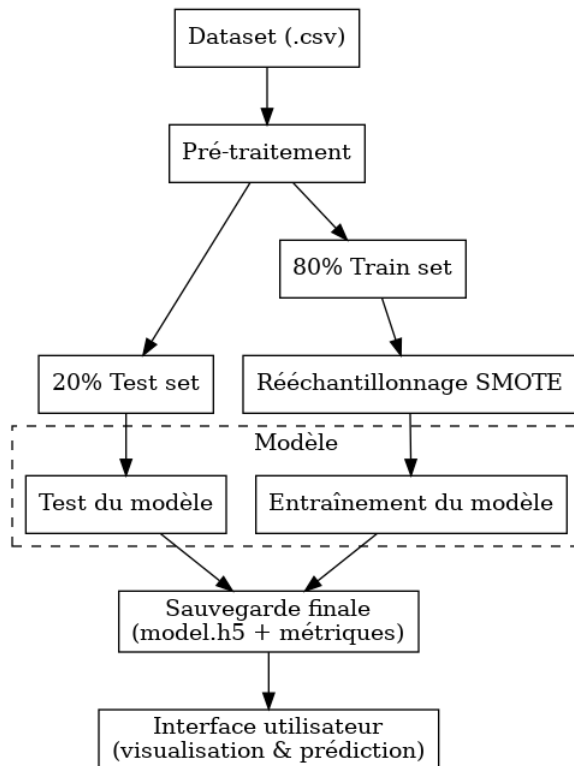 Dataset (.csv)
Pré-traitement
80% Train set
20% Test set
Rééchantillonnage SMOTE
Modèle
Test du modèle
Entraînement du modèle
Sauvegarde finale
(model.h5 + métriques)
Interface utilisateur
(visualisation & prédiction)